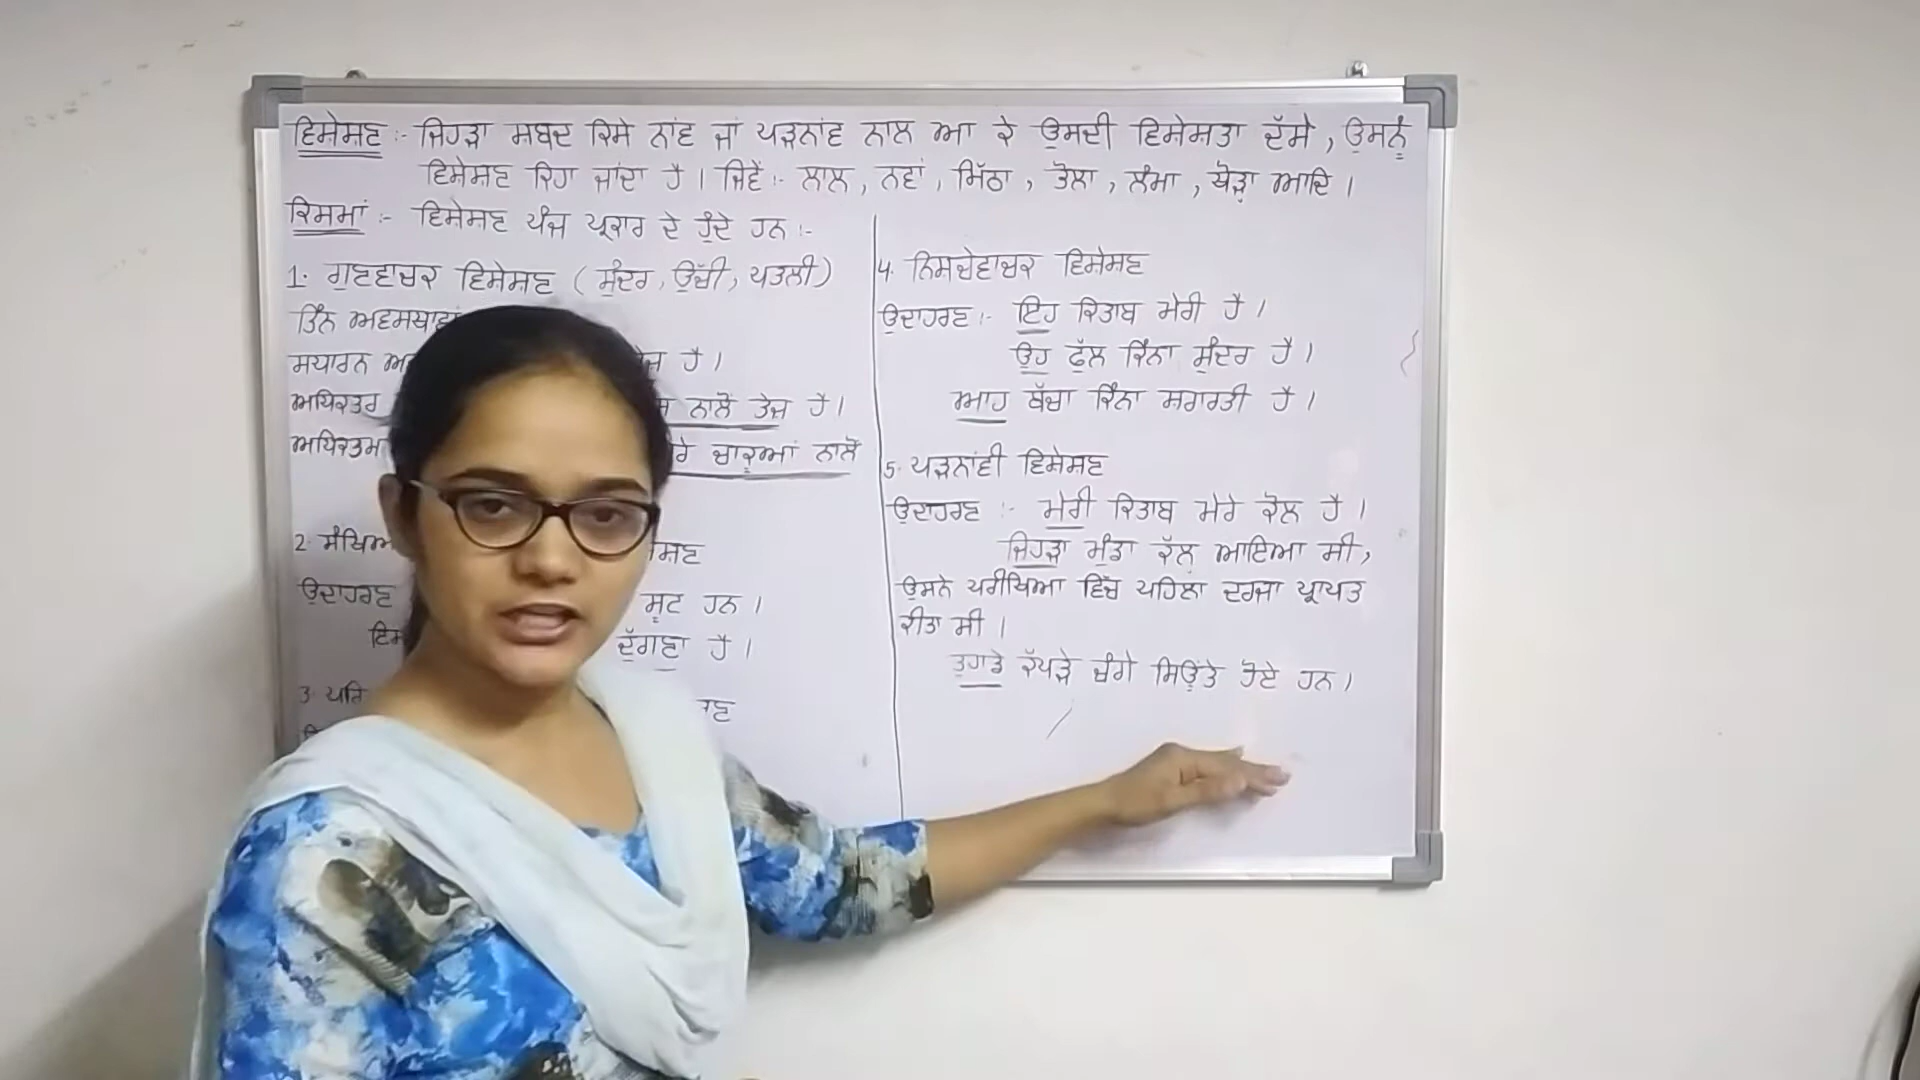 ਵਿਸ਼ੇਸ਼ਣ :- ਜਿਹੜਾ ਸ਼ਬਦ ਕਿਸੇ ਨਾਂਵ ਜਾਂ ਪੜਨਾਂਵ ਨਾਲ ਆ ਕੇ ਉਸਦੀ ਵਿਸ਼ੇਸ਼ਤਾ ਦੱਸੇ, ਉਸਨੂੰ
ਵਿਸ਼ੇਸ਼ਣ ਕਿਹਾ ਜਾਂਦਾ ਹੈ। ਜਿਵੇਂ :- ਲਾਲ, ਨਵਾਂ, ਮਿੱਠਾ, ਤੋਲਾ, ਲੰਮਾ, ਥੋੜ੍ਹਾ ਆਦਿ।
ਕਿਸਮਾਂ :- ਵਿਸ਼ੇਸ਼ਣ ਪੰਜ ਪ੍ਰਕਾਰ ਦੇ ਹੁੰਦੇ ਹਨ :-
1. ਗੁਣਵਾਚਕ ਵਿਸ਼ੇਸ਼ਣ (ਸੁੰਦਰ, ਉੱਚੀ, ਪਤਲੀ)
ਤਿੰਨ ਅਵਸਥਾਵਾਂ
ਸਧਾਰਨ ਹੈ।
ਅਧਿਕਤਰ ਨਾਲੋਂ ਤੇਜ਼ ਹੈ।
ਅਧਿਕਤਮ ਚਾਕੂਆਂ ਨਾਲੋਂ
2.
ਉਦਾਹਰਣ ਸੂਟ ਹਨ।
ਦੁੱਗਣਾ ਹੈ।
3.
4. ਨਿਸਚੇਵਾਚਕ ਵਿਸ਼ੇਸ਼ਣ
ਉਦਾਹਰਣ :- ਇਹ ਕਿਤਾਬ ਮੇਰੀ ਹੈ।
ਉਹ ਫੁੱਲ ਕਿੰਨਾ ਸੁੰਦਰ ਹੈ।
ਆਹ ਬੱਚਾ ਕਿੰਨਾ ਸ਼ਰਾਰਤੀ ਹੈ।
5. ਪੜਨਾਂਵੀ ਵਿਸ਼ੇਸ਼ਣ
ਉਦਾਹਰਣ :- ਮੇਰੀ ਕਿਤਾਬ ਮੇਰੇ ਕੋਲ ਹੈ।
ਜਿਹੜਾ ਮੁੰਡਾ ਕੱਲ੍ਹ ਆਇਆ ਸੀ,
ਉਸਨੇ ਪਰੀਖਿਆ ਵਿੱਚ ਪਹਿਲਾ ਦਰਜਾ ਪ੍ਰਾਪਤ
ਕੀਤਾ ਸੀ।
ਤੁਹਾਡੇ ਕੱਪੜੇ ਚੰਗੇ ਸਿਉਂਤੇ ਹੋਏ ਹਨ।